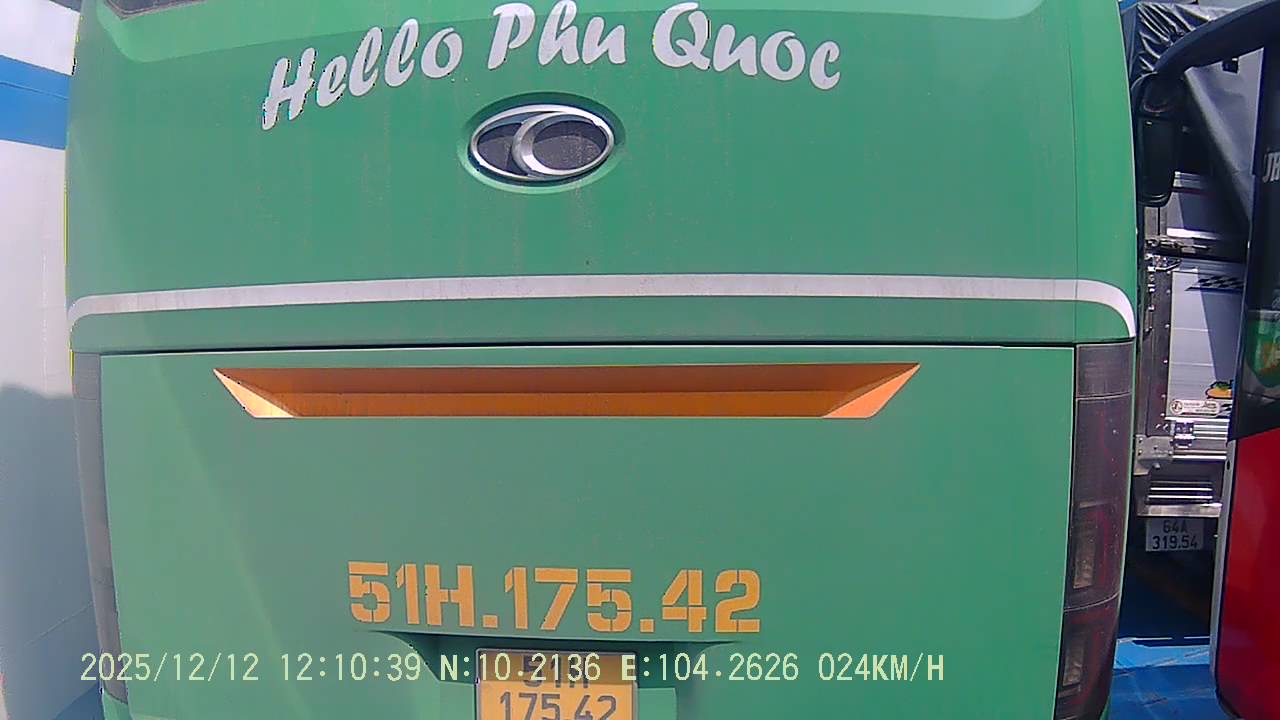 Hello Phu Quoc
51H.175.42
51H
175.42
64A
319.54
2025/12/12 12:10:39 N:10.2136 E:104.2626 024KM/H